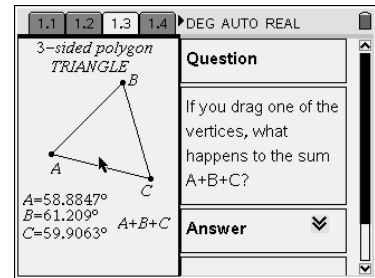 1.1 1.2 1.3 1.4 DEG AUTO REAL
3-sided polygon
TRIANGLE
B
A
C
A=58.8847°
B=61.209°
C=59.9063°
A+B+C
Question
If you drag one of the
vertices, what
happens to the sum
A+B+C?
Answer